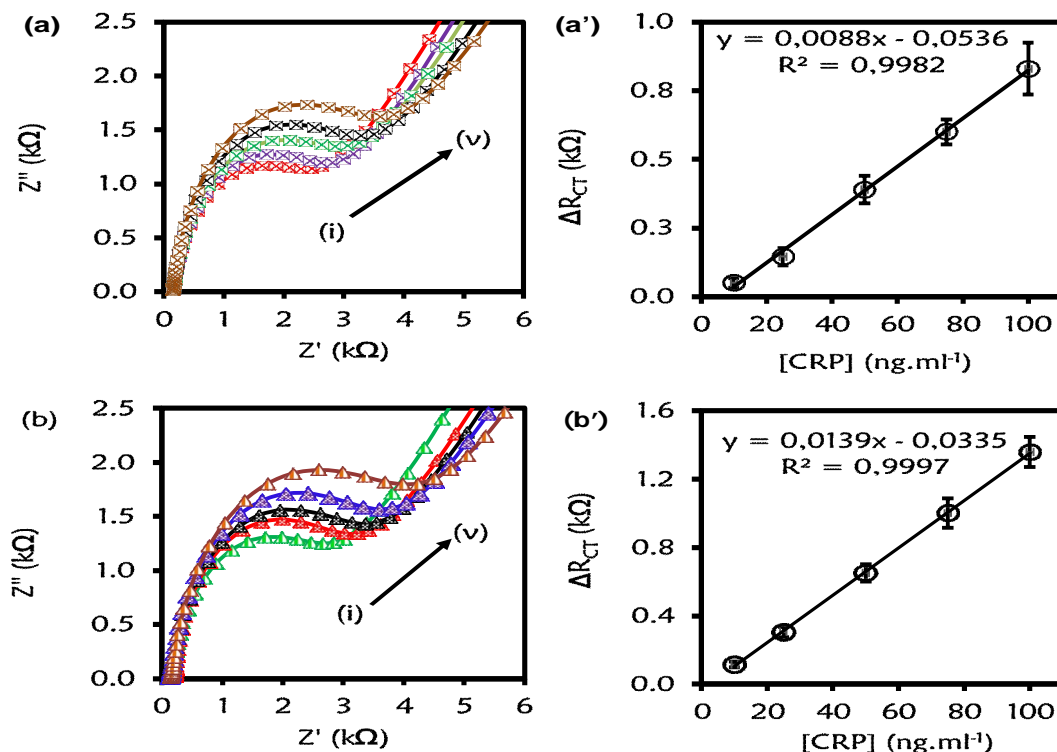 (a)
2.5
2.0
1.5
1.0
0.5
0.0
Z'' (kΩ)
(v)
(i)
0 1 2 3 4 5 6
Z' (kΩ)
(a')
1.0
0.8
0.5
0.3
0.0
ΔR_CT (kΩ)
y = 0,0088x - 0,0536
R² = 0,9982
0 20 40 60 80 100
[CRP] (ng.ml⁻¹)
(b)
2.5
2.0
1.5
1.0
0.5
0.0
Z'' (kΩ)
(v)
(i)
0 1 2 3 4 5 6
Z' (kΩ)
(b')
1.6
1.2
0.8
0.4
0.0
ΔR_CT (kΩ)
y = 0,0139x - 0,0335
R² = 0,9997
0 20 40 60 80 100
[CRP] (ng.ml⁻¹)